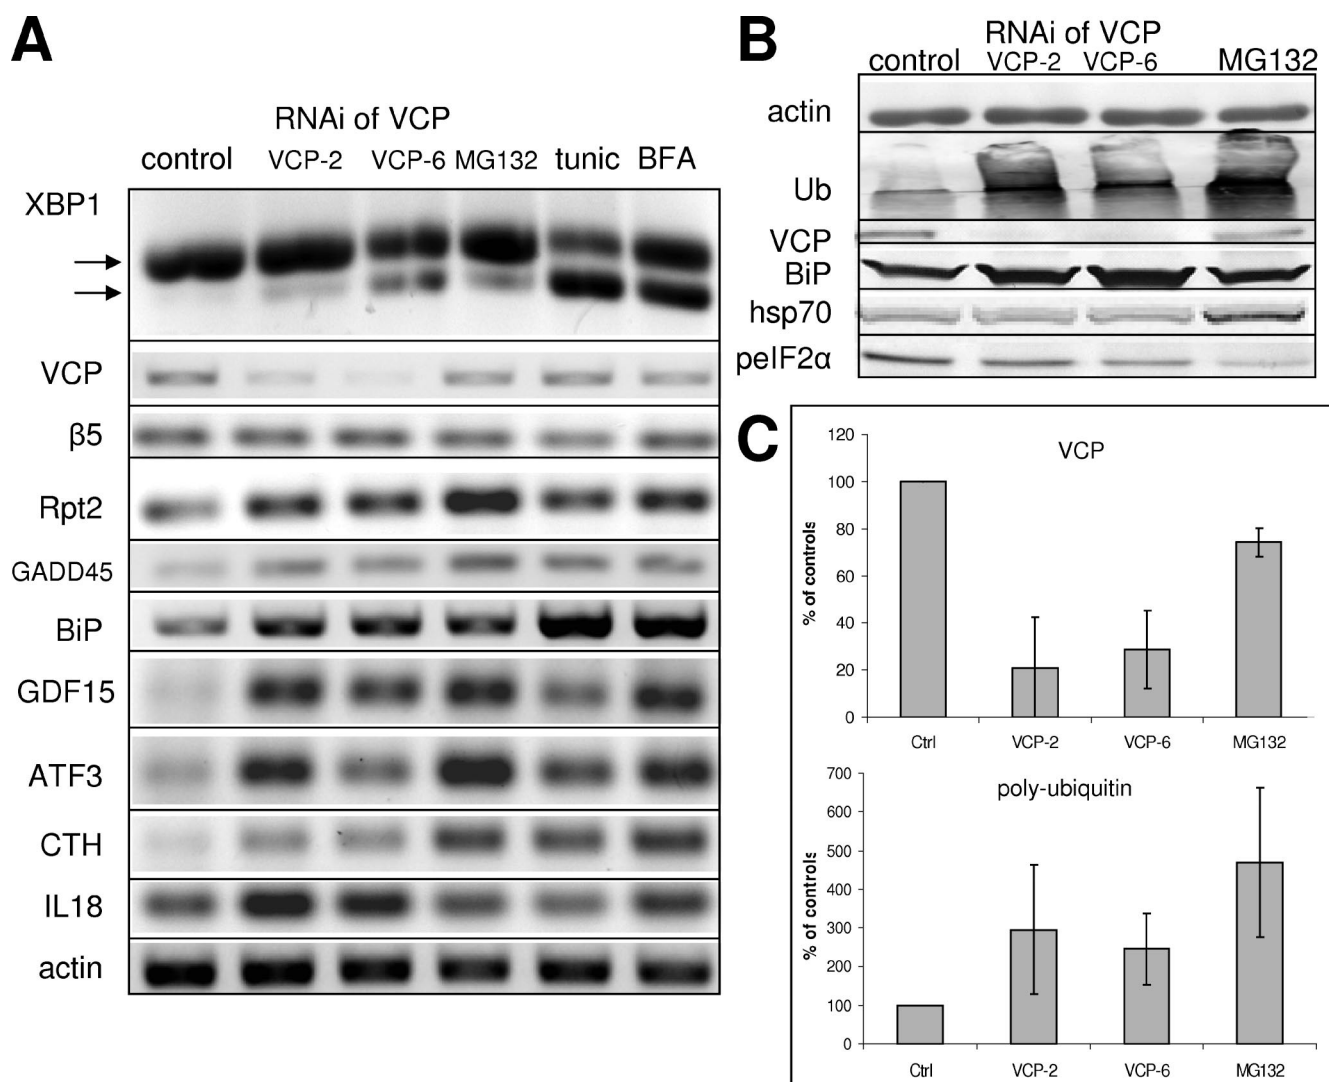 A
RNAi of VCP
control VCP-2 VCP-6 MG132 tunic BFA
XBP1
VCP
β5
Rpt2
GADD45
BiP
GDF15
ATF3
CTH
IL18
actin
B
RNAi of VCP
control VCP-2 VCP-6 MG132
actin
Ub
VCP
BiP
hsp70
peIF2α
C
VCP
% of controls
120
100
80
60
40
20
0
Ctrl VCP-2 VCP-6 MG132
poly-ubiquitin
% of controls
700
600
500
400
300
200
100
0
Ctrl VCP-2 VCP-6 MG132